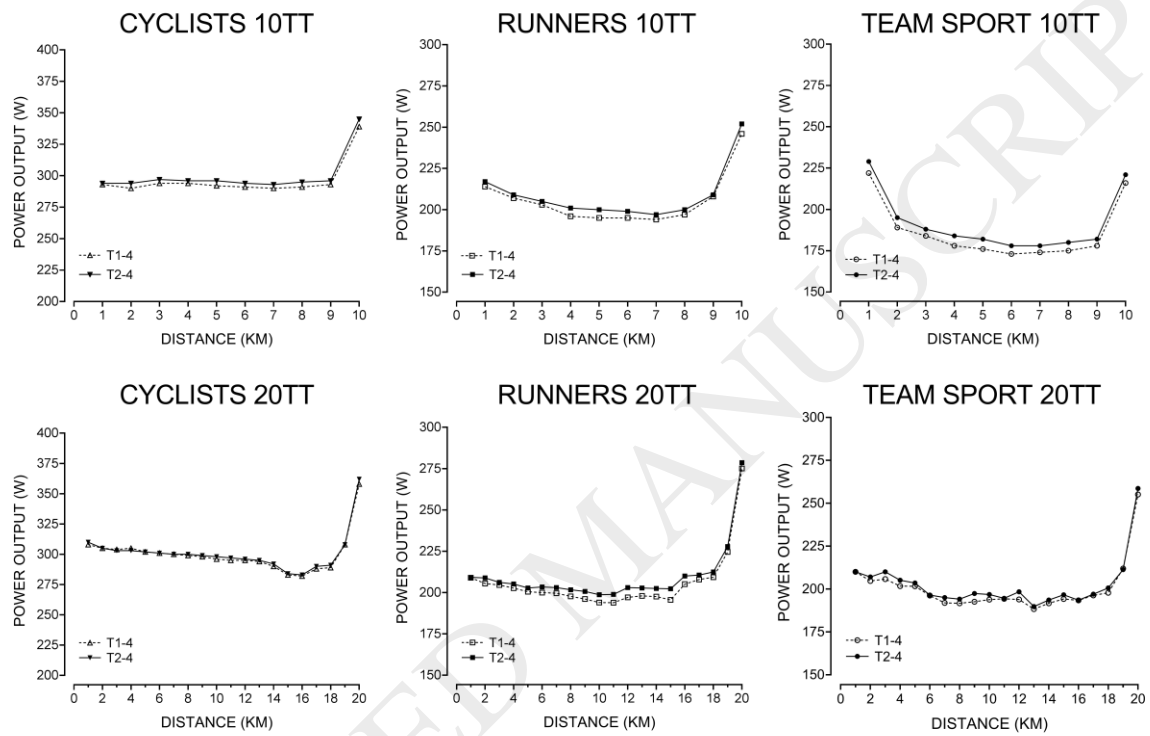 CYCLISTS 10TT
POWER OUTPUT (W)
400
375
350
325
300
275
250
225
200
T1-4
T2-4
0 1 2 3 4 5 6 7 8 9 10
DISTANCE (KM)
RUNNERS 10TT
POWER OUTPUT (W)
300
275
250
225
200
175
150
T1-4
T2-4
0 1 2 3 4 5 6 7 8 9 10
DISTANCE (KM)
TEAM SPORT 10TT
POWER OUTPUT (W)
300
275
250
225
200
175
150
T1-4
T2-4
0 1 2 3 4 5 6 7 8 9 10
DISTANCE (KM)
CYCLISTS 20TT
POWER OUTPUT (W)
400
375
350
325
300
275
250
225
200
T1-4
T2-4
0 2 4 6 8 10 12 14 16 18 20
DISTANCE (KM)
RUNNERS 20TT
POWER OUTPUT (W)
300
275
250
225
200
175
150
T1-4
T2-4
0 2 4 6 8 10 12 14 16 18 20
DISTANCE (KM)
TEAM SPORT 20TT
POWER OUTPUT (W)
300
275
250
225
200
175
150
T1-4
T2-4
0 2 4 6 8 10 12 14 16 18 20
DISTANCE (KM)
ED MANUSCRIP